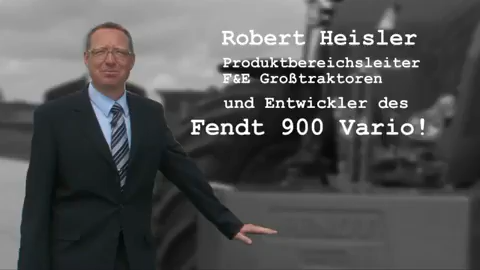 Robert Heisler
Produktbereichsleiter
F&E Großtraktoren
und Entwickler des
Fendt 900 Vario!